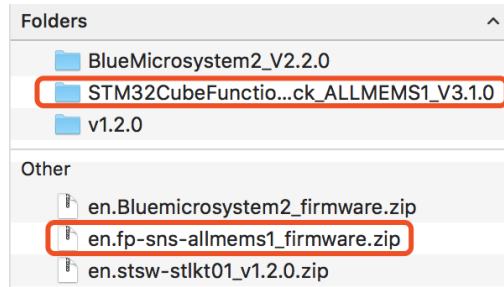 Folders
BlueMicrosystem2_V2.2.0
STM32CubeFunctio...ck_ALLMEMS1_V3.1.0
v1.2.0
Other
en.Bluemicrosystem2_firmware.zip
en.fp-sns-allmems1_firmware.zip
en.stsw-stlkt01_v1.2.0.zip